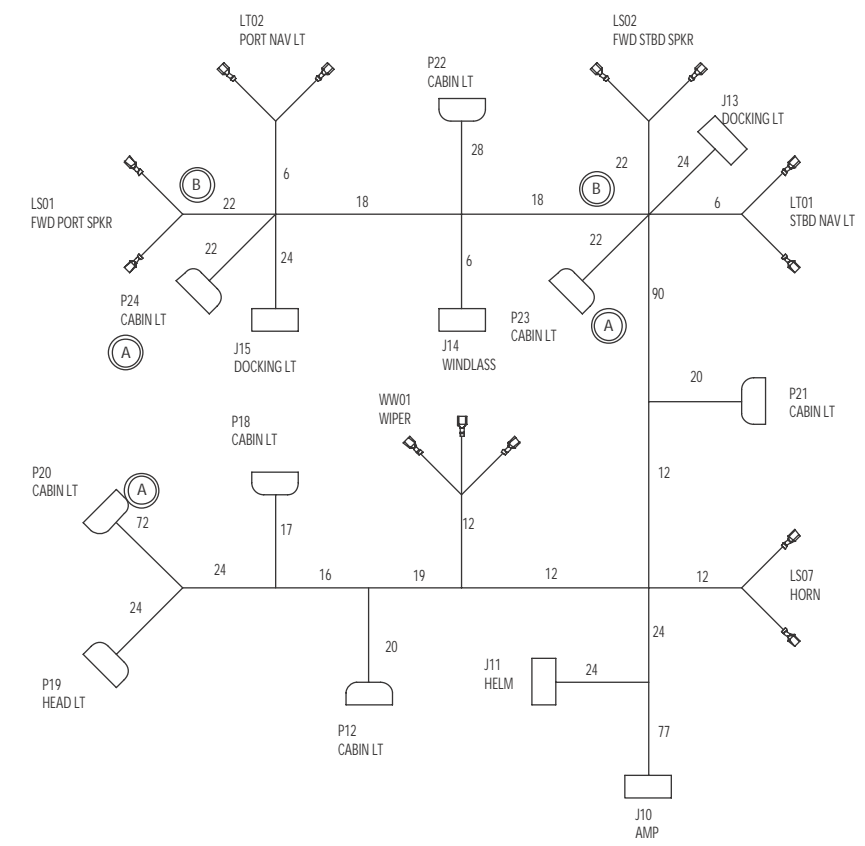 LT02
PORT NAV LT
LS02
FWD STBD SPKR
P22
CABIN LT
J13
DOCKING LT
28
22
24
6
B
B
LS01
FWD PORT SPKR
22
18
18
6
LT01
STBD NAV LT
22
24
6
22
P24
CABIN LT
A
J15
DOCKING LT
J14
WINDLASS
P23
CABIN LT
A
90
20
P21
CABIN LT
P18
CABIN LT
WW01
WIPER
P20
CABIN LT
A
72
17
12
12
24
16
19
12
12
LS07
HORN
24
20
24
P19
HEAD LT
P12
CABIN LT
J11
HELM
24
77
J10
AMP